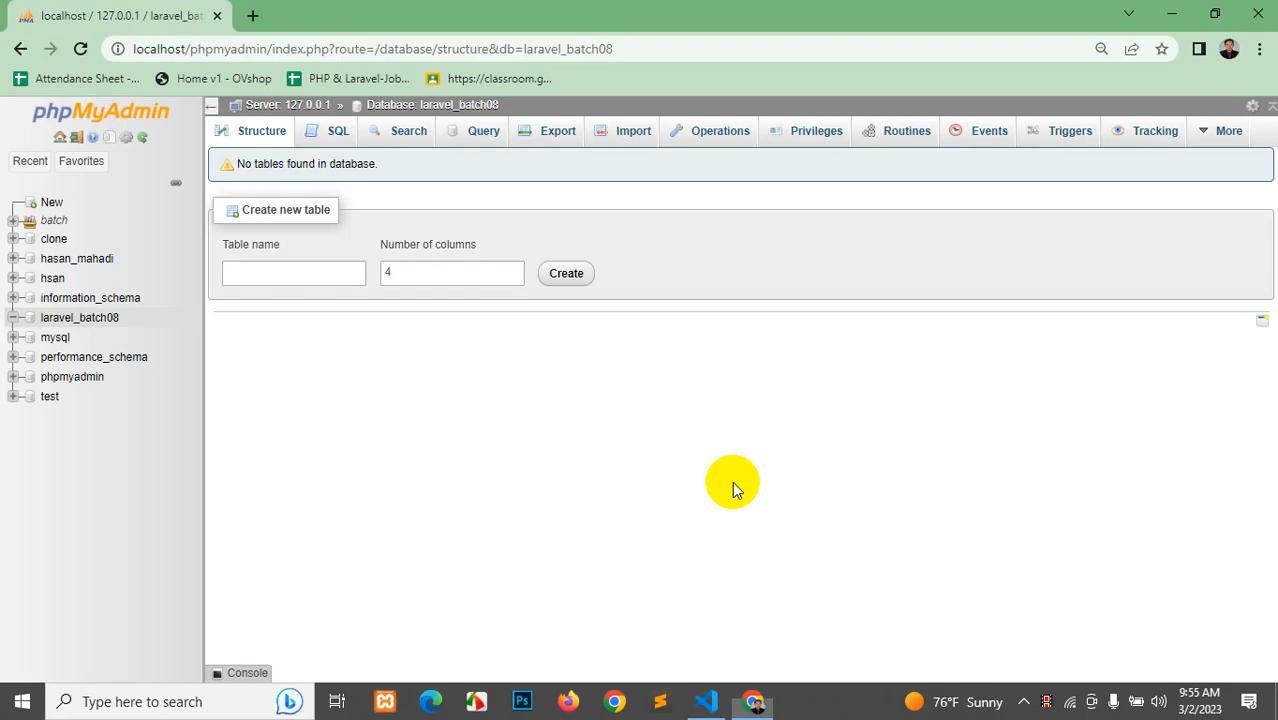 localhost / 127.0.0.1 / laravel_bat
localhost/phpmyadmin/index.php?route=/database/structure&db=laravel_batch08
Attendance Sheet -... Home v1 - OVshop PHP & Laravel-Job... https://classroom.g...
phpMyAdmin
Server: 127.0.0.1 » Database: laravel_batch08
Structure SQL Search Query Export Import Operations Privileges Routines Events Triggers Tracking More
Recent Favorites
No tables found in database.
New
batch
clone
hasan_mahadi
hsan
information_schema
laravel_batch08
mysql
performance_schema
phpmyadmin
test
Create new table
Table name Number of columns
4 Create
Console
Type here to search
76°F Sunny
9:55 AM
3/2/2023